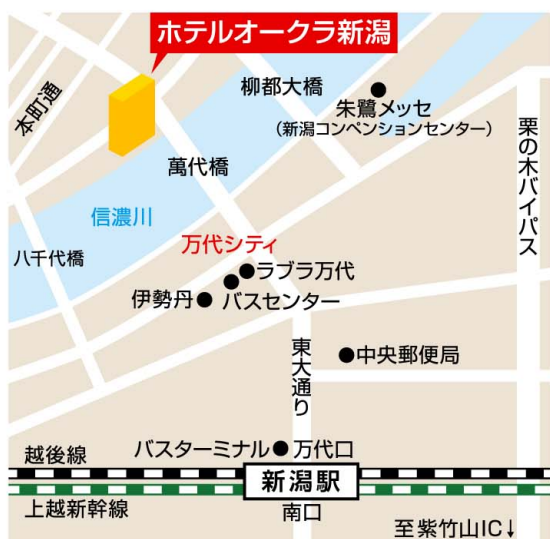 ホテルオークラ新潟
本町通
柳都大橋
朱鷺メッセ
(新潟コンベンションセンター)
栗の木バイパス
萬代橋
信濃川
八千代橋
万代シティ
ラブラ万代
バスセンター
伊勢丹
東大通り
中央郵便局
バスターミナル
万代口
越後線
新潟駅
上越新幹線
南口
至紫竹山IC↓